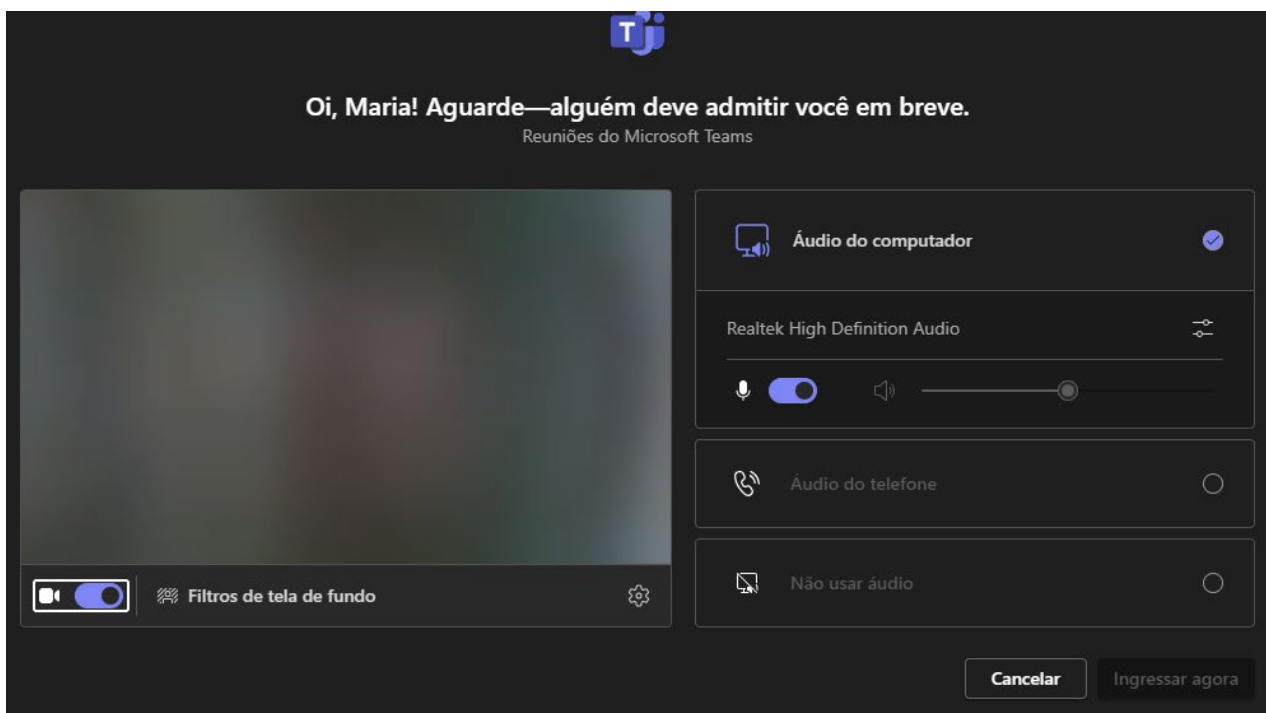 T
Oi, Maria! Aguarde—alguém deve admitir você em breve.
Reuniões do Microsoft Teams
Áudio do computador
Realtek High Definition Audio
Áudio do telefone
Não usar áudio
Filtros de tela de fundo
Cancelar
Ingressar agora